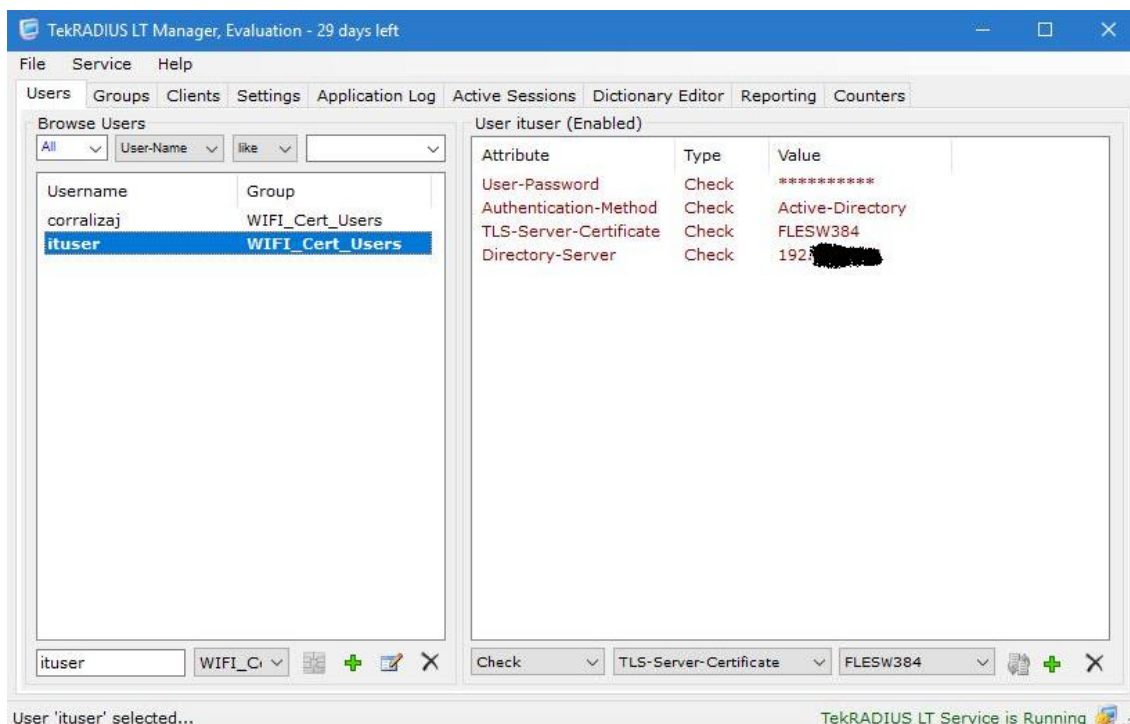 TekRADIUS LT Manager, Evaluation - 29 days left
File Service Help
Users Groups Clients Settings Application Log Active Sessions Dictionary Editor Reporting Counters
Browse Users
All User-Name like
Username Group
corralizaj WIFI_Cert_Users
ituser WIFI_Cert_Users
ituser WIFI_C
User ituser (Enabled)
Attribute Type Value
User-Password Check **********
Authentication-Method Check Active-Directory
TLS-Server-Certificate Check FLESW384
Directory-Server Check 192.
Check TLS-Server-Certificate FLESW384
User 'ituser' selected... TekRADIUS LT Service is Running